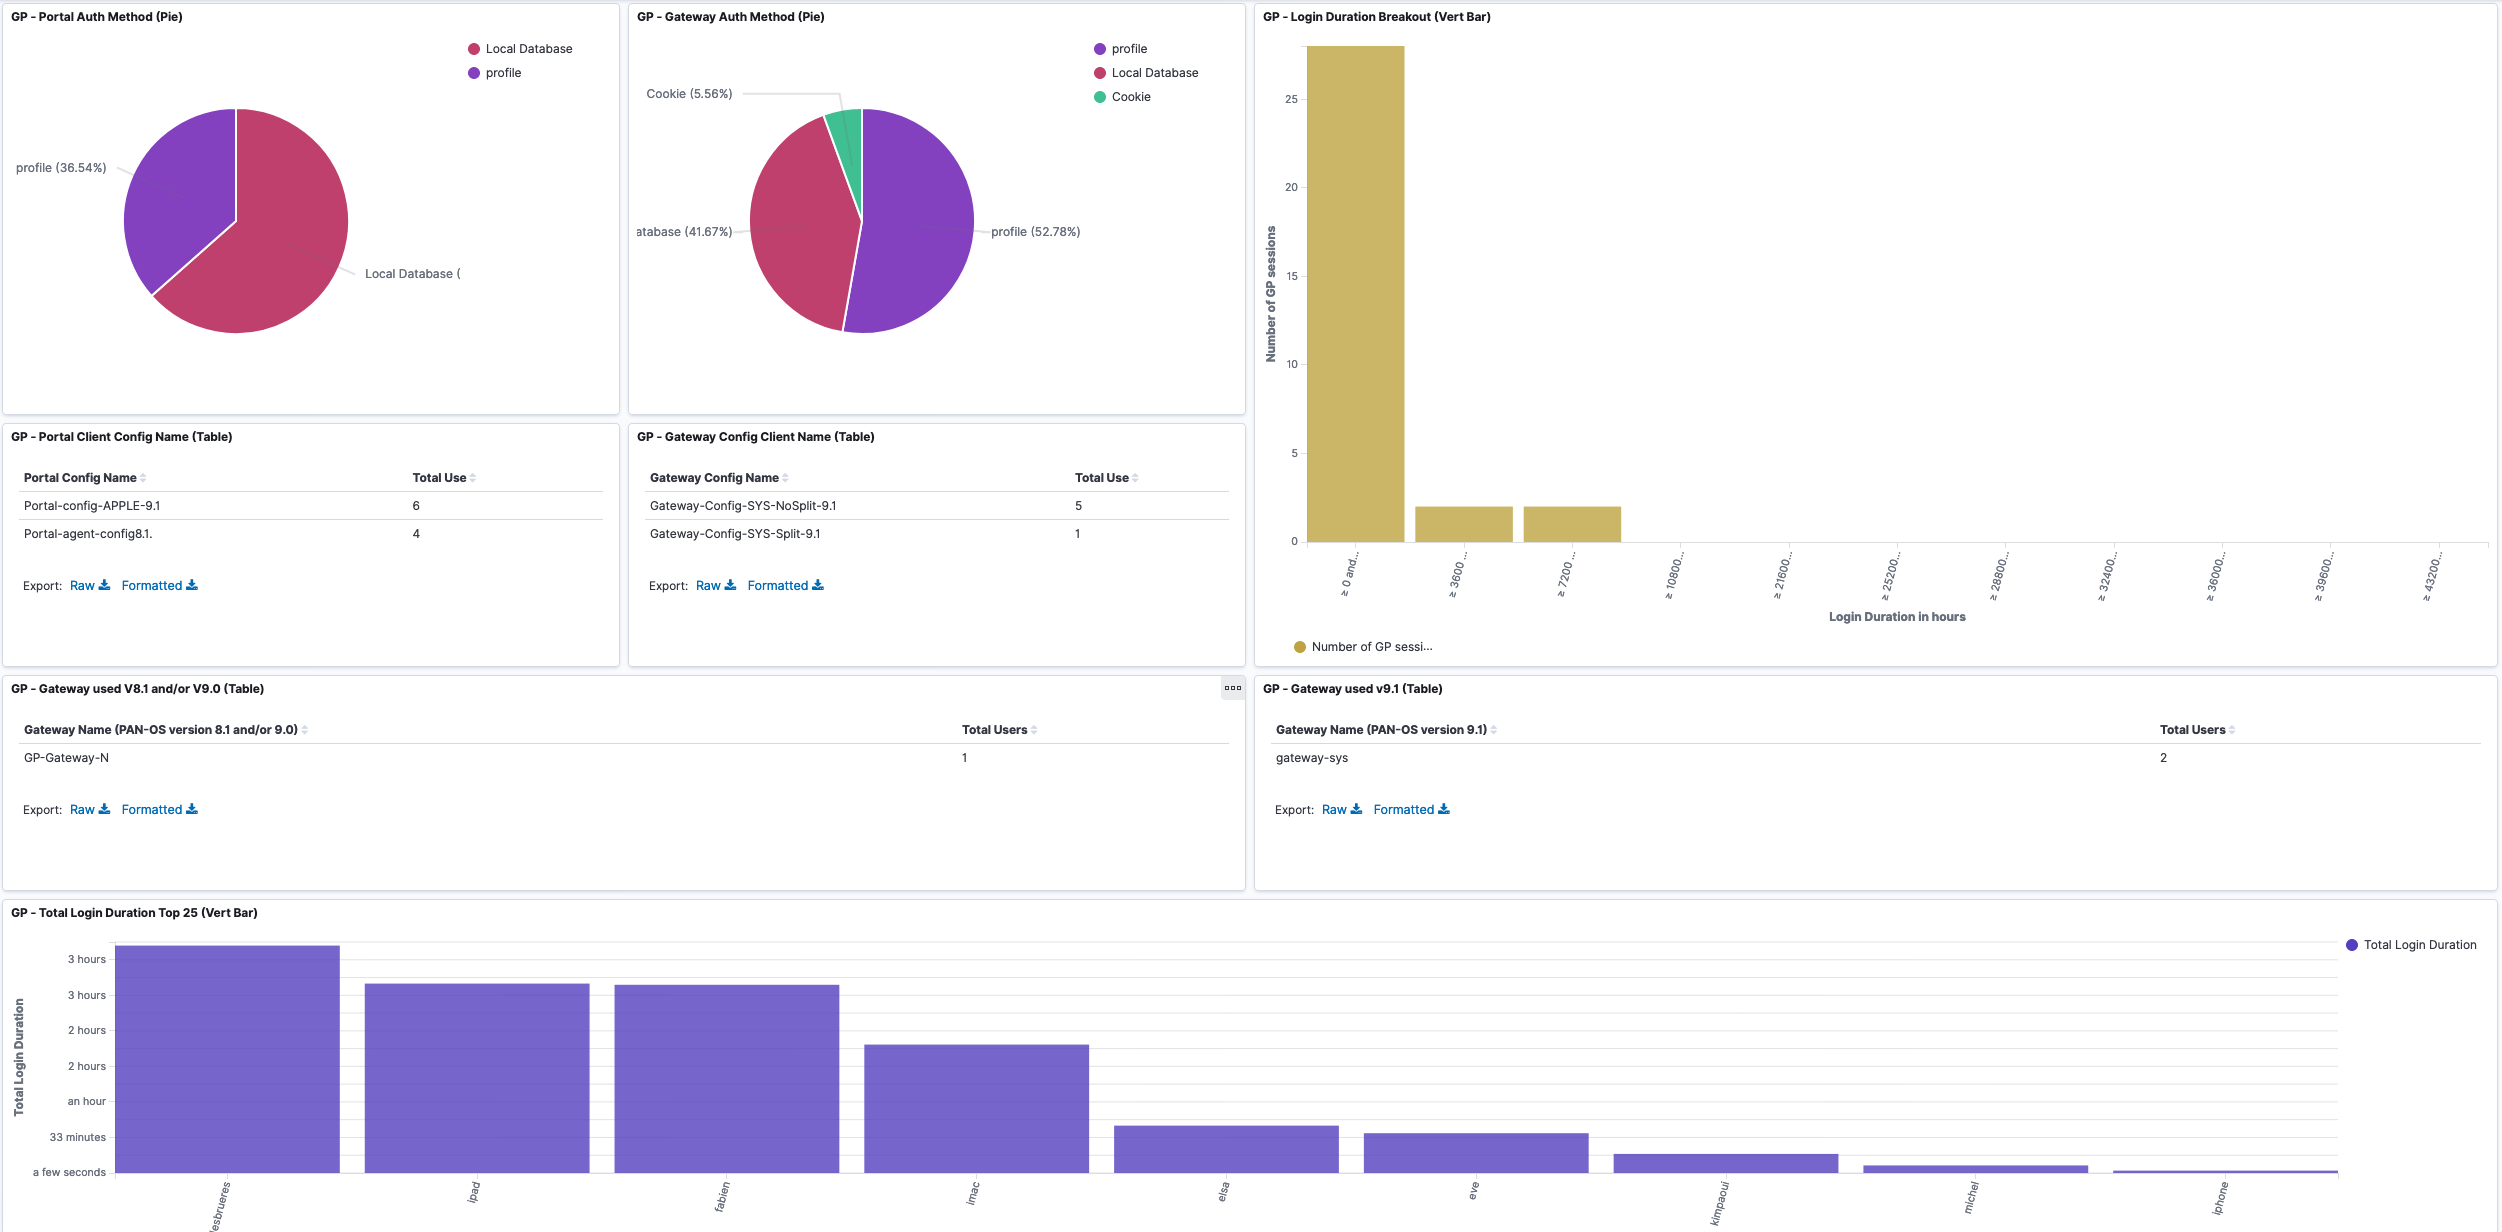 GP - Portal Auth Method (Pie)
Local Database
profile
profile (36.54%)
Local Database (
GP - Gateway Auth Method (Pie)
profile
Local Database
Cookie
Cookie (5.56%)
atabase (41.67%)
profile (52.78%)
GP - Login Duration Breakout (Vert Bar)
Number of GP sessions
25
20
15
10
5
0
≥ 0 and...
≥ 3600 ...
≥ 7200 ...
≥ 10800...
≥ 21600...
≥ 25200...
≥ 28800...
≥ 32400...
≥ 36000...
≥ 39600...
≥ 43200...
Login Duration in hours
Number of GP sessi...
GP - Portal Client Config Name (Table)
Portal Config Name Total Use
Portal-config-APPLE-9.1 6
Portal-agent-config8.1. 4
Export: Raw Formatted
GP - Gateway Config Client Name (Table)
Gateway Config Name Total Use
Gateway-Config-SYS-NoSplit-9.1 5
Gateway-Config-SYS-Split-9.1 1
Export: Raw Formatted
GP - Gateway used V8.1 and/or V9.0 (Table)
Gateway Name (PAN-OS version 8.1 and/or 9.0) Total Users
GP-Gateway-N 1
Export: Raw Formatted
GP - Gateway used v9.1 (Table)
Gateway Name (PAN-OS version 9.1) Total Users
gateway-sys 2
Export: Raw Formatted
GP - Total Login Duration Top 25 (Vert Bar)
Total Login Duration
3 hours
3 hours
2 hours
2 hours
an hour
33 minutes
a few seconds
esbrueres
ipad
fabien
imac
elsa
eve
kimpaoui
michel
iphone
Total Login Duration